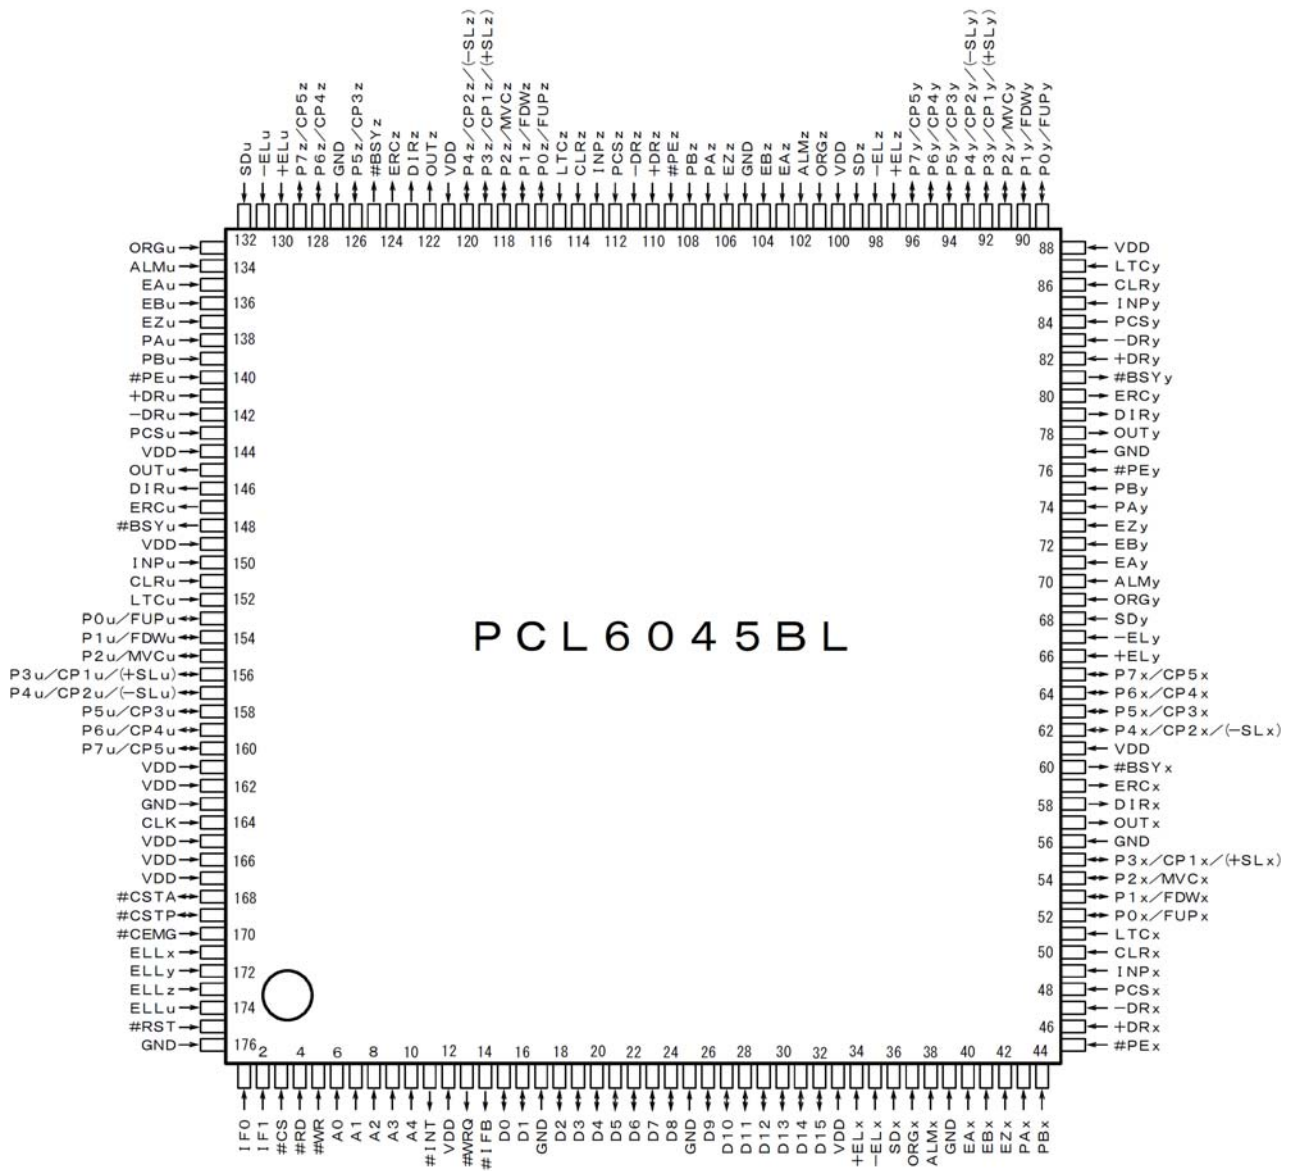 SDu
−ELu
+ELu
P7z/CP5z
P6z/CP4z
GND
P5z/CP3z
#BSYz
ERCz
DIRz
OUTz
VDD
P4z/CP2z/(−SLz)
P3z/CP1z/(+SLz)
P2z/MVCz
P1z/FDWz
P0z/FUPz
LTCz
CLRz
INPz
PCSz
−DRz
+DRz
#PEz
PBz
PAz
EZz
GND
EBz
EAz
ALMz
ORGz
VDD
SDz
−ELz
+ELz
P7y/CP5y
P6y/CP4y
P5y/CP3y
P4y/CP2y/(−SLy)
P3y/CP1y/(+SLy)
P2y/MVCy
P1y/FDWy
P0y/FUPy
132 130 128 126 124 122 120 118 116 114 112 110 108 106 104 102 100 98 96 94 92 90
ORGu
ALMu 134
EAu
EBu 136
EZu
PAu 138
PBu
#PEu 140
+DRu
−DRu 142
PCSu
VDD 144
OUTu
DIRu 146
ERCu
#BSYu 148
VDD
INPu 150
CLRu
LTCu 152
P0u/FUPu
P1u/FDWu 154
P2u/MVCu
P3u/CP1u/(+SLu) 156
P4u/CP2u/(−SLu)
P5u/CP3u 158
P6u/CP4u
P7u/CP5u 160
VDD
VDD 162
GND
CLK 164
VDD
VDD 166
VDD
#CSTA 168
#CSTP
#CEMG 170
ELLx
ELLy 172
ELLz
ELLu 174
#RST
GND 176
PCL6045BL
88 VDD
LTCy
86 CLRy
INPy
84 PCSy
−DRy
82 +DRy
#BSYy
80 ERCy
DIRy
78 OUTy
GND
76 #PEy
PBy
74 PAy
EZy
72 EBy
EAy
70 ALMy
ORGy
68 SDy
−ELy
66 +ELy
P7x/CP5x
64 P6x/CP4x
P5x/CP3x
62 P4x/CP2x/(−SLx)
VDD
60 #BSYx
ERCx
58 DIRx
OUTx
56 GND
P3x/CP1x/(+SLx)
54 P2x/MVCx
P1x/FDWx
52 P0x/FUPx
LTCx
50 CLRx
INPx
48 PCSx
−DRx
46 +DRx
#PEx
2 4 6 8 10 12 14 16 18 20 22 24 26 28 30 32 34 36 38 40 42 44
IF0
IF1
#CS
#RD
#WR
A0
A1
A2
A3
A4
#INT
VDD
#WRQ
#IFB
D0
D1
GND
D2
D3
D4
D5
D6
D7
D8
GND
D9
D10
D11
D12
D13
D14
D15
VDD
+ELx
−ELx
SDx
ORGx
ALMx
GND
EAx
EBx
EZx
PAx
PBx